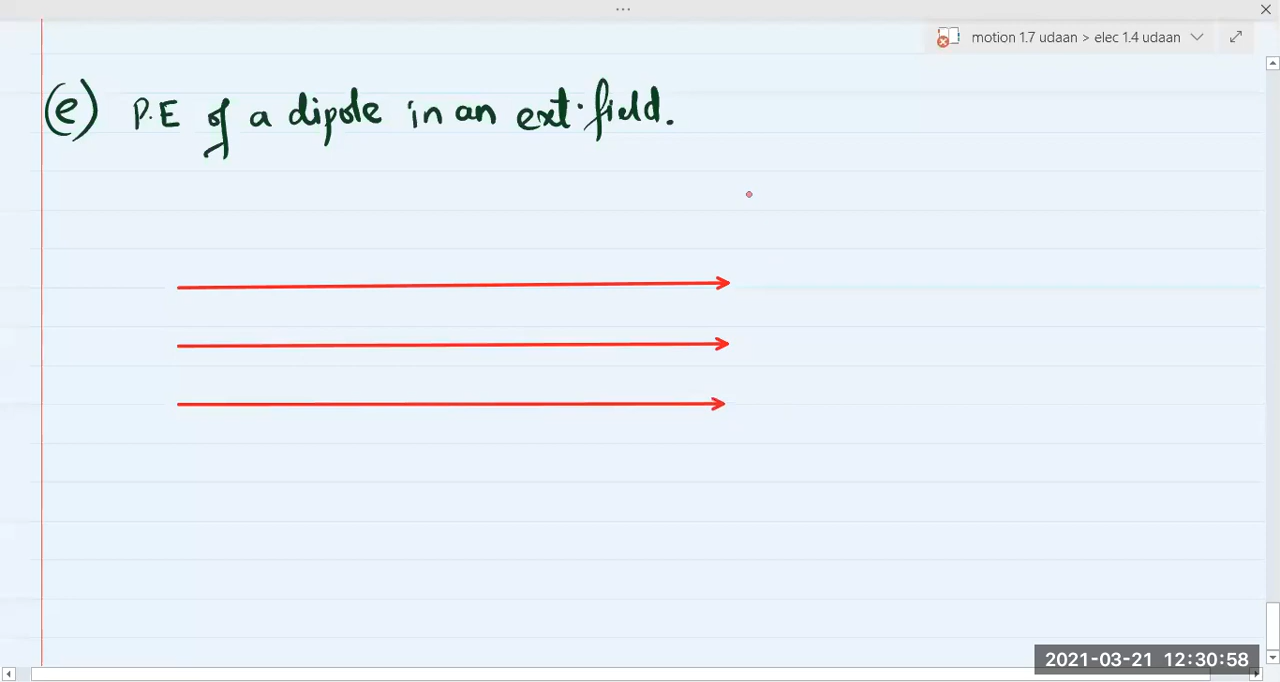 motion 1.7 udaan > elec 1.4 udaan
(e) P.E of a dipole in an ext. field.
2021-03-21 12:30:58